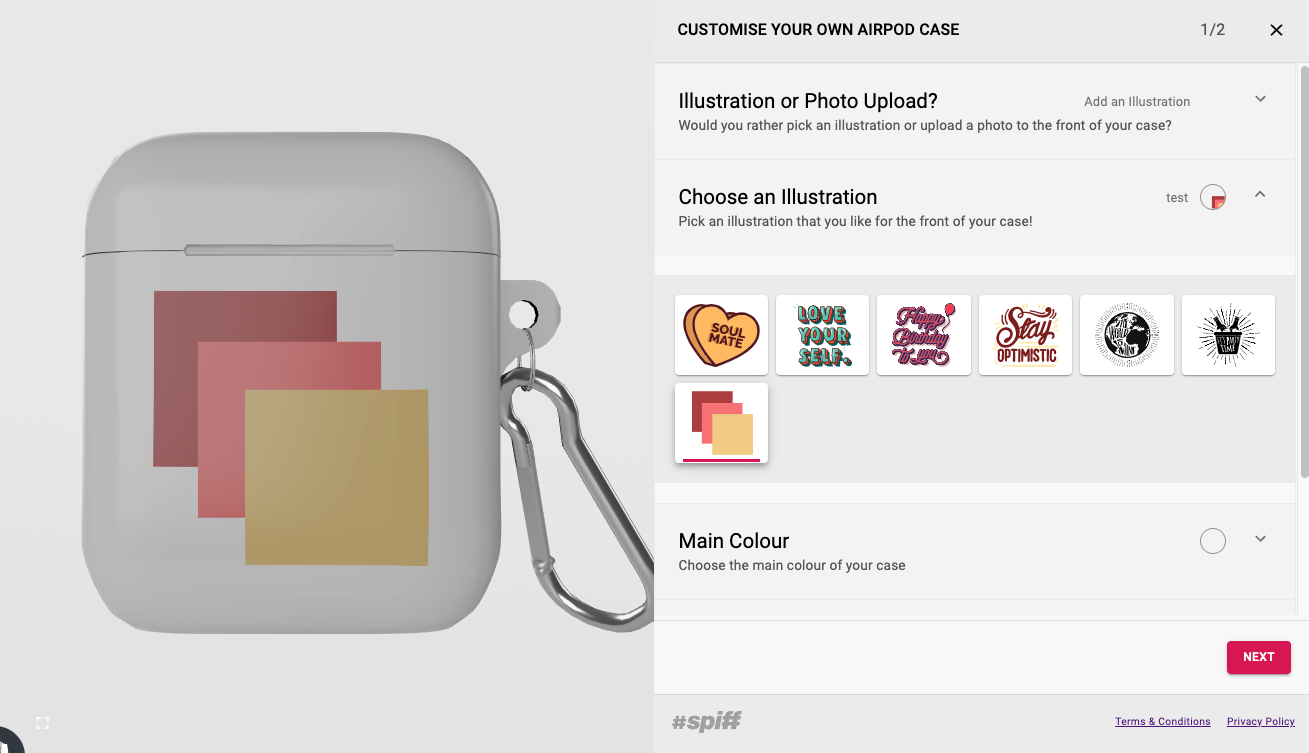 CUSTOMISE YOUR OWN AIRPOD CASE
1/2
Illustration or Photo Upload?
Add an Illustration
Would you rather pick an illustration or upload a photo to the front of your case?
Choose an Illustration
test
Pick an illustration that you like for the front of your case!
SOUL
MATE
LOVE
YOUR
SELF.
Happy
Birthday
to you
Stay
OPTIMISTIC
Main Colour
Choose the main colour of your case
NEXT
#spiff
Terms & Conditions
Privacy Policy